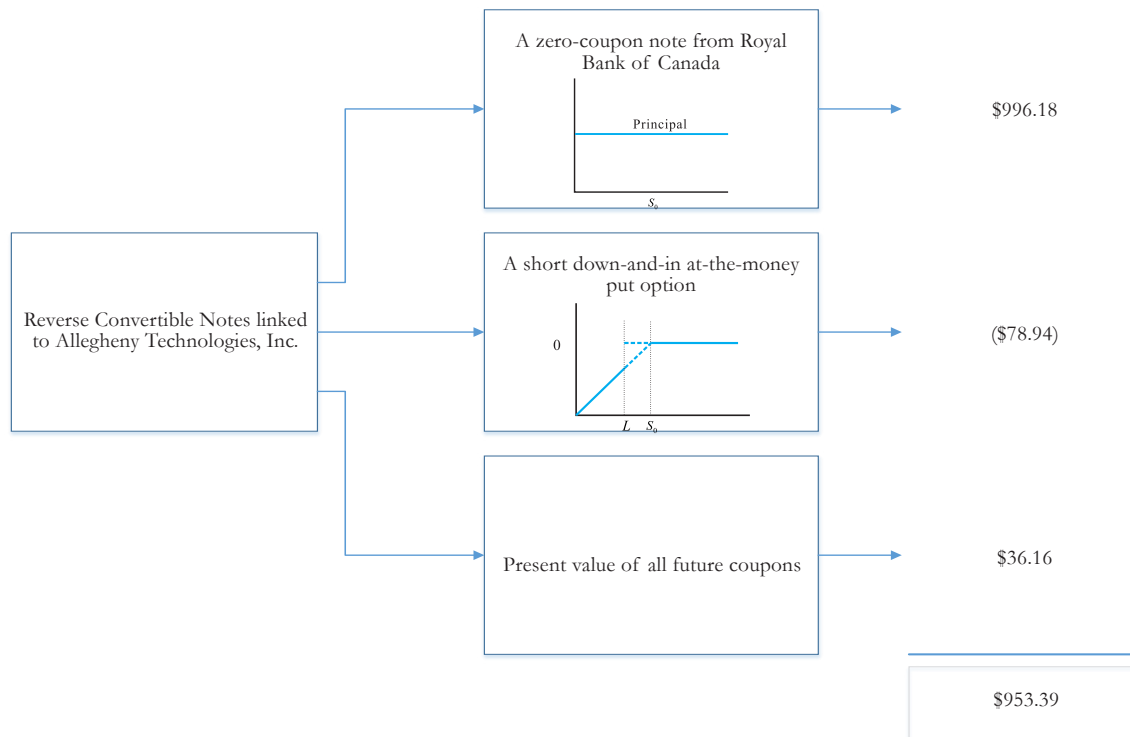 A zero-coupon note from Royal
Bank of Canada
Principal
S₀
$996.18
Reverse Convertible Notes linked
to Allegheny Technologies, Inc.
A short down-and-in at-the-money
put option
0
L S₀
($78.94)
Present value of all future coupons
$36.16
$953.39